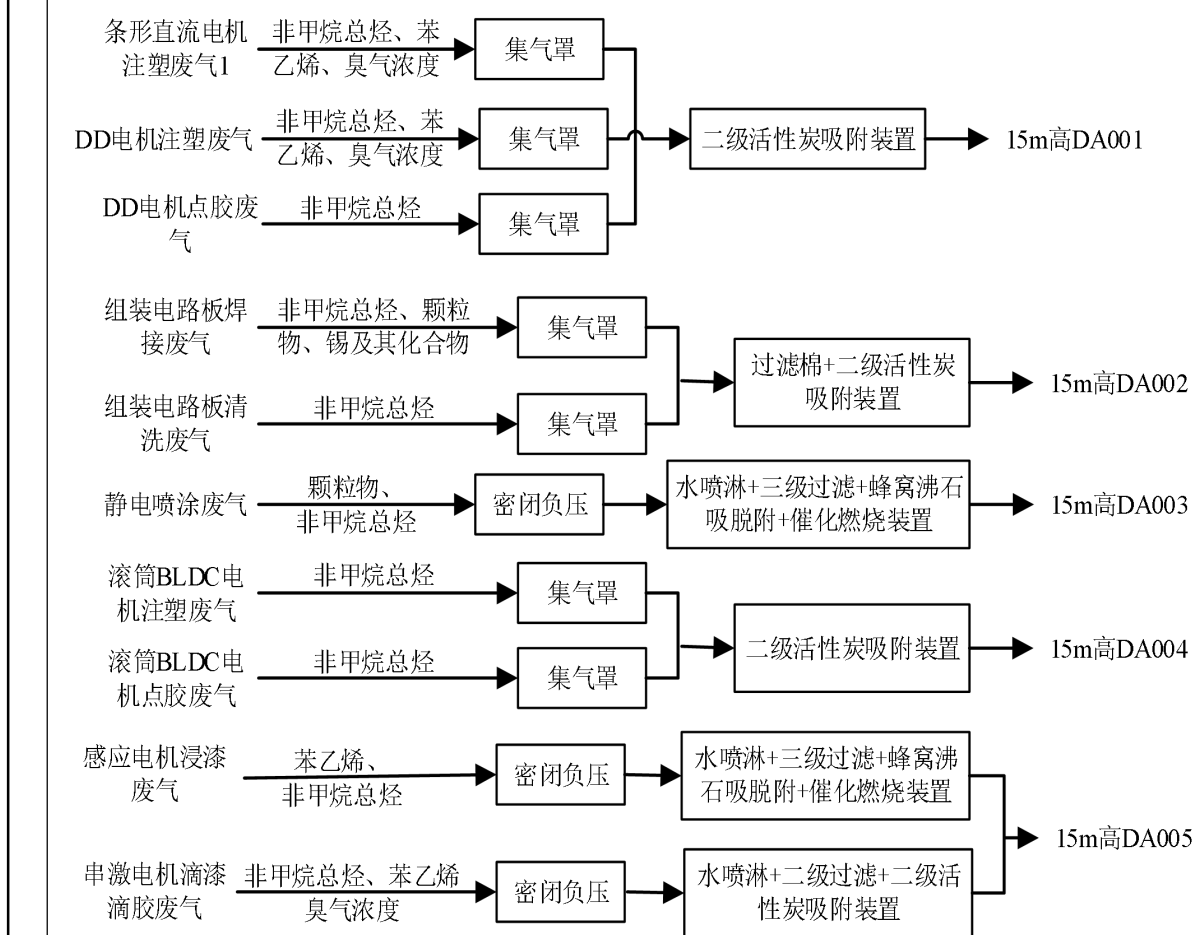 条形直流电机
注塑废气1
非甲烷总烃、苯
乙烯、臭气浓度
集气罩
DD电机注塑废气
非甲烷总烃、苯
乙烯、臭气浓度
集气罩
二级活性炭吸附装置
15m高DA001
DD电机点胶废
气
非甲烷总烃
集气罩
组装电路板焊
接废气
非甲烷总烃、颗粒
物、锡及其化合物
集气罩
过滤棉+二级活性炭
吸附装置
15m高DA002
组装电路板清
洗废气
非甲烷总烃
集气罩
静电喷涂废气
颗粒物、
非甲烷总烃
密闭负压
水喷淋+三级过滤+蜂窝沸石
吸脱附+催化燃烧装置
15m高DA003
滚筒BLDC电
机注塑废气
非甲烷总烃
集气罩
二级活性炭吸附装置
15m高DA004
滚筒BLDC电
机点胶废气
非甲烷总烃
集气罩
感应电机浸漆
废气
苯乙烯、
非甲烷总烃
密闭负压
水喷淋+三级过滤+蜂窝沸
石吸脱附+催化燃烧装置
15m高DA005
串激电机滴漆
滴胶废气
非甲烷总烃、苯乙烯
臭气浓度
密闭负压
水喷淋+二级过滤+二级活
性炭吸附装置